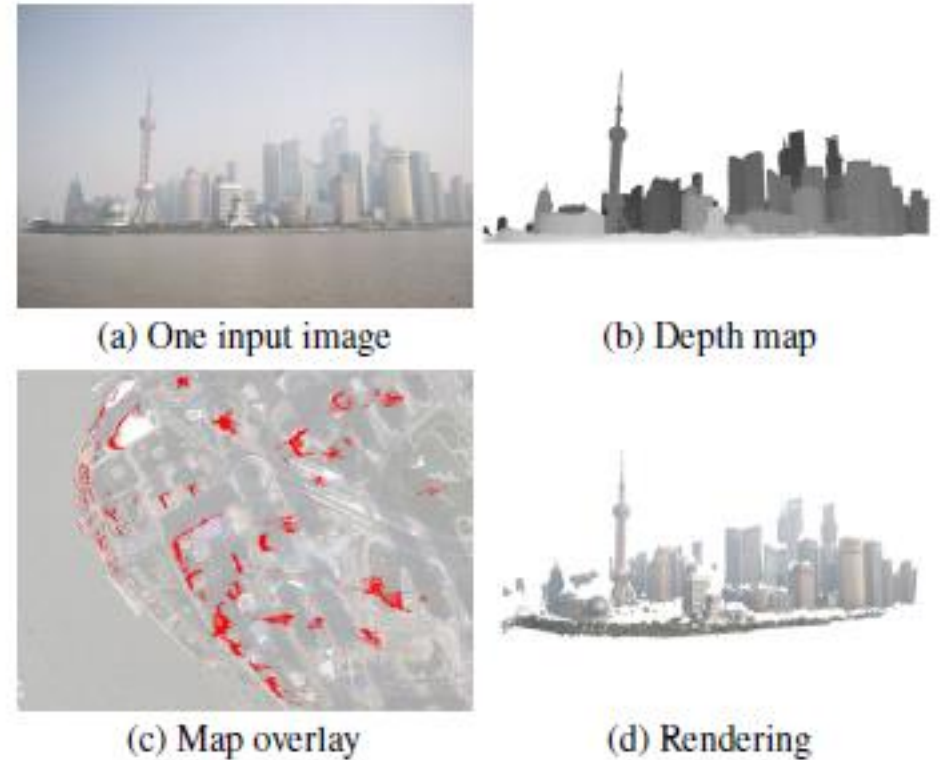 (a) One input image
(b) Depth map
(c) Map overlay
(d) Rendering